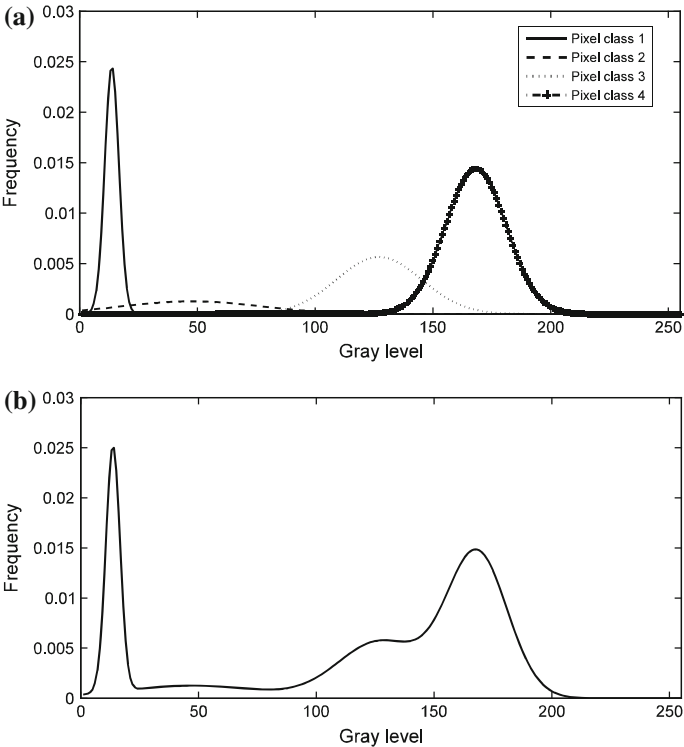 (a)
0.03
0.025
0.02
0.015
0.01
0.005
0
Frequency
Pixel class 1
Pixel class 2
Pixel class 3
Pixel class 4
0 50 100 150 200 250
Gray level
(b)
0.03
0.025
0.02
0.015
0.01
0.005
0
Frequency
0 50 100 150 200 250
Gray level